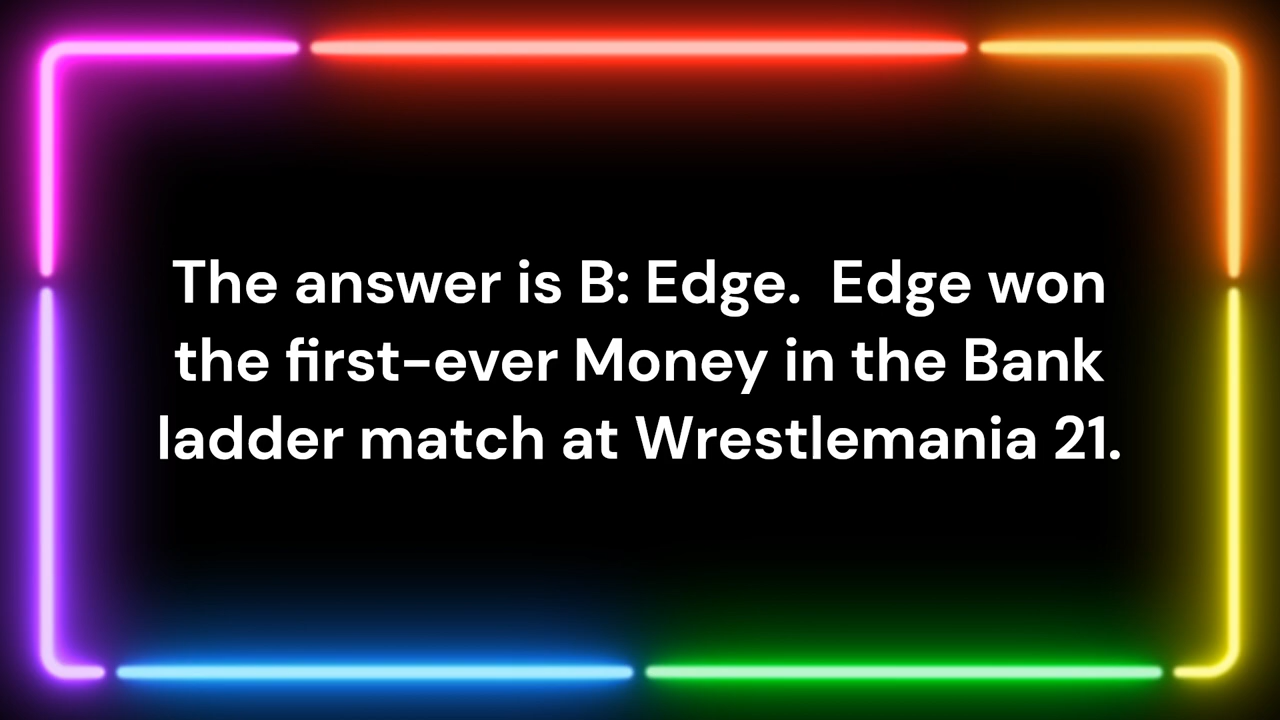 The answer is B: Edge.  Edge won
the first-ever Money in the Bank
ladder match at Wrestlemania 21.